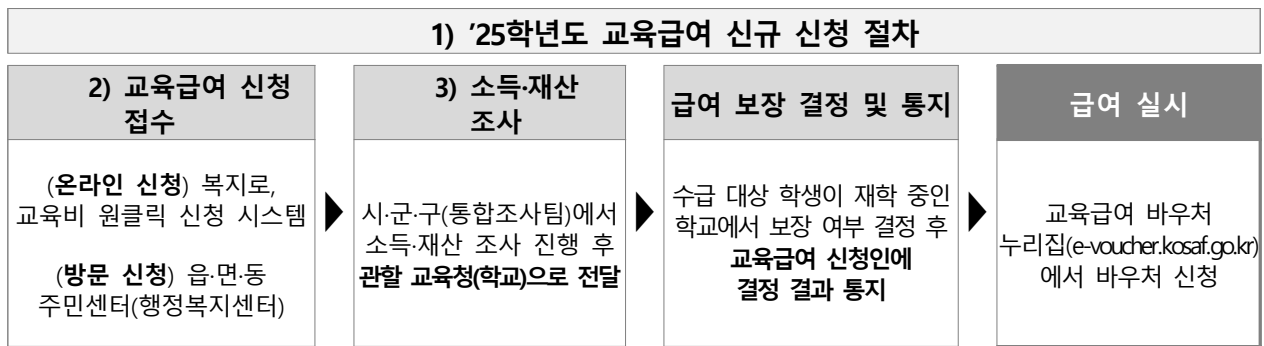 1) ’25학년도 교육급여 신규 신청 절차
2) 교육급여 신청
접수
(온라인 신청) 복지로,
교육비 원클릭 신청 시스템
(방문 신청) 읍·면·동
주민센터(행정복지센터)
3) 소득·재산
조사
시·군·구(통합조사팀)에서
소득·재산 조사 진행 후
관할 교육청(학교)으로 전달
급여 보장 결정 및 통지
수급 대상 학생이 재학 중인
학교에서 보장 여부 결정 후
교육급여 신청인에
결정 결과 통지
급여 실시
교육급여 바우처
누리집(e-voucher.kosaf.go.kr)
에서 바우처 신청